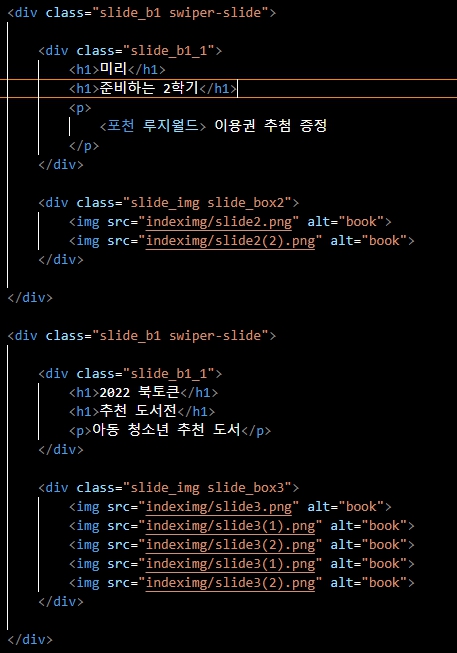 <div class="slide_b1 swiper-slide">
<div class="slide_b1_1">
<h1>미리</h1>
<h1>준비하는 2학기</h1>
<p>
<포천 루지월드> 이용권 추첨 증정
</p>
</div>
<div class="slide_img slide_box2">
<img src="indeximg/slide2.png" alt="book">
<img src="indeximg/slide2(2).png" alt="book">
</div>
</div>
<div class="slide_b1 swiper-slide">
<div class="slide_b1_1">
<h1>2022 북토큰</h1>
<h1>추천 도서전</h1>
<p>아동 청소년 추천 도서</p>
</div>
<div class="slide_img slide_box3">
<img src="indeximg/slide3.png" alt="book">
<img src="indeximg/slide3(1).png" alt="book">
<img src="indeximg/slide3(2).png" alt="book">
<img src="indeximg/slide3(1).png" alt="book">
<img src="indeximg/slide3(2).png" alt="book">
</div>
</div>